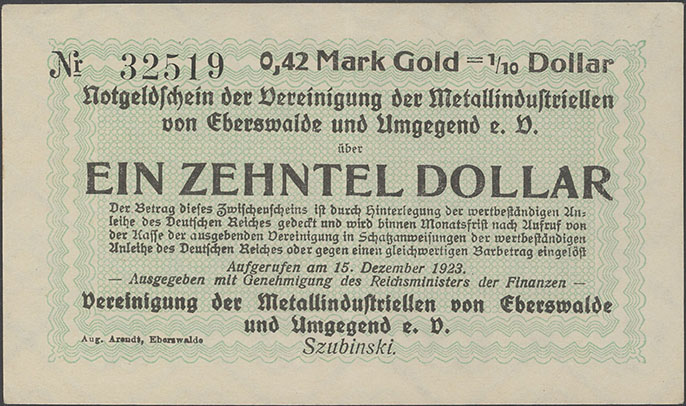 Nr 32519 0,42 Mark Gold = 1/10 Dollar
Notgeldschein der Vereinigung der Metallindustriellen
von Eberswalde und Umgegend e. V.
über
EIN ZEHNTEL DOLLAR
Der Betrag dieses Zwischenscheins ist durch Hinterlegung der wertbeständigen An=
leihe des Deutschen Reiches gedeckt und wird binnen Monatsfrist nach Aufruf von
der Kasse der ausgebenden Vereinigung in Schatzanweisungen der wertbeständigen
Anleihe des Deutschen Reiches oder gegen einen gleichwertigen Barbetrag eingelöst
Aufgerufen am 15. Dezember 1923.
— Ausgegeben mit Genehmigung des Reichsministers der Finanzen —
Vereinigung der Metallindustriellen von Eberswalde
und Umgegend e. V.
Aug. Arendt, Eberswalde
Szubinski.